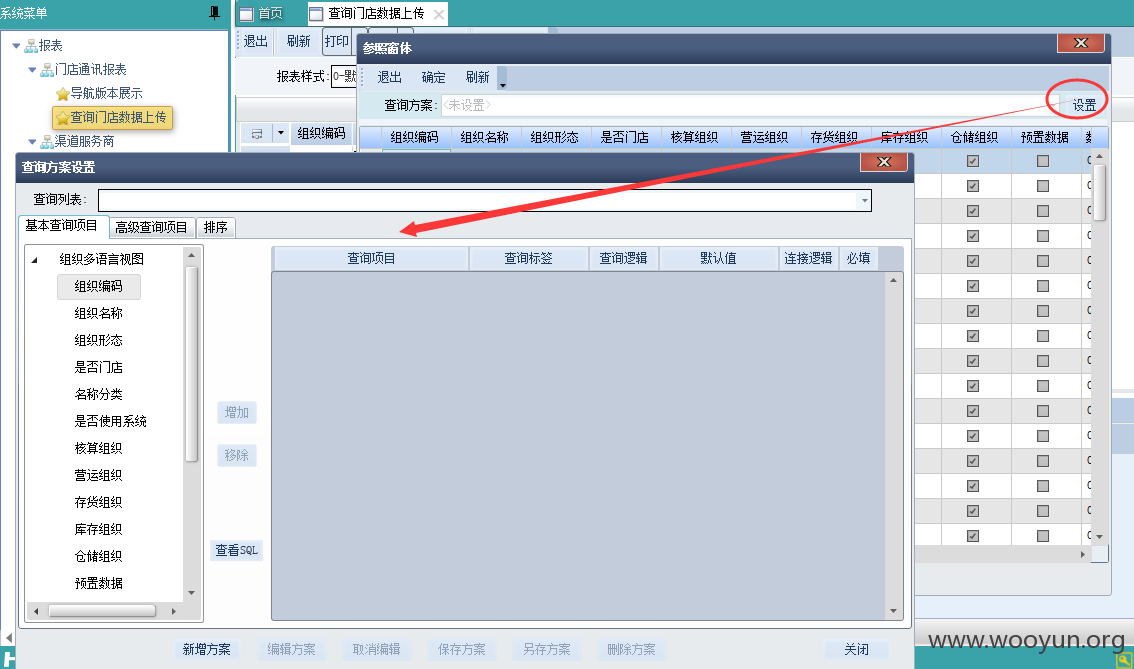 系统菜单
首页
查询门店数据上传
报表
门店通讯报表
导航版本展示
查询门店数据上传
渠道服务商
退出 刷新 打印
报表样式: 0-默
组织编码
参照窗体
退出 确定 刷新
查询方案: <未设置> 设置
组织编码 组织名称 组织形态 是否门店 核算组织 营运组织 存货组织 库存组织 仓储组织 预置数据
查询方案设置
查询列表:
基本查询项目 高级查询项目 排序
组织多语言视图
组织编码
组织名称
组织形态
是否门店
名称分类
是否使用系统
核算组织
营运组织
存货组织
库存组织
仓储组织
预置数据
增加
移除
查看SQL
查询项目 查询标签 查询逻辑 默认值 连接逻辑 必填
新增方案 编辑方案 取消编辑 保存方案 另存方案 删除方案 关闭
www.wooyun.org